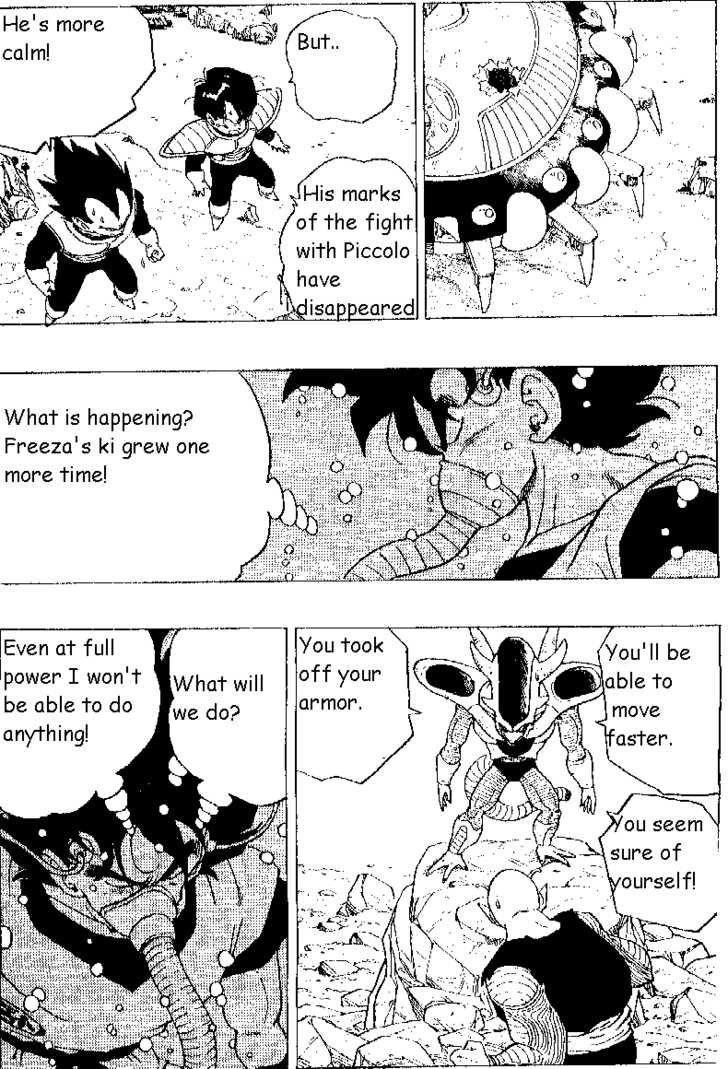 He's more
calm!
But..
His marks
of the fight
with Piccolo
have
disappeared
What is happening?
Freeza's ki grew one
more time!
Even at full
power I won't
be able to do
anything!
What will
we do?
You took
off your
armor.
You'll be
able to
move
faster.
You seem
sure of
yourself!